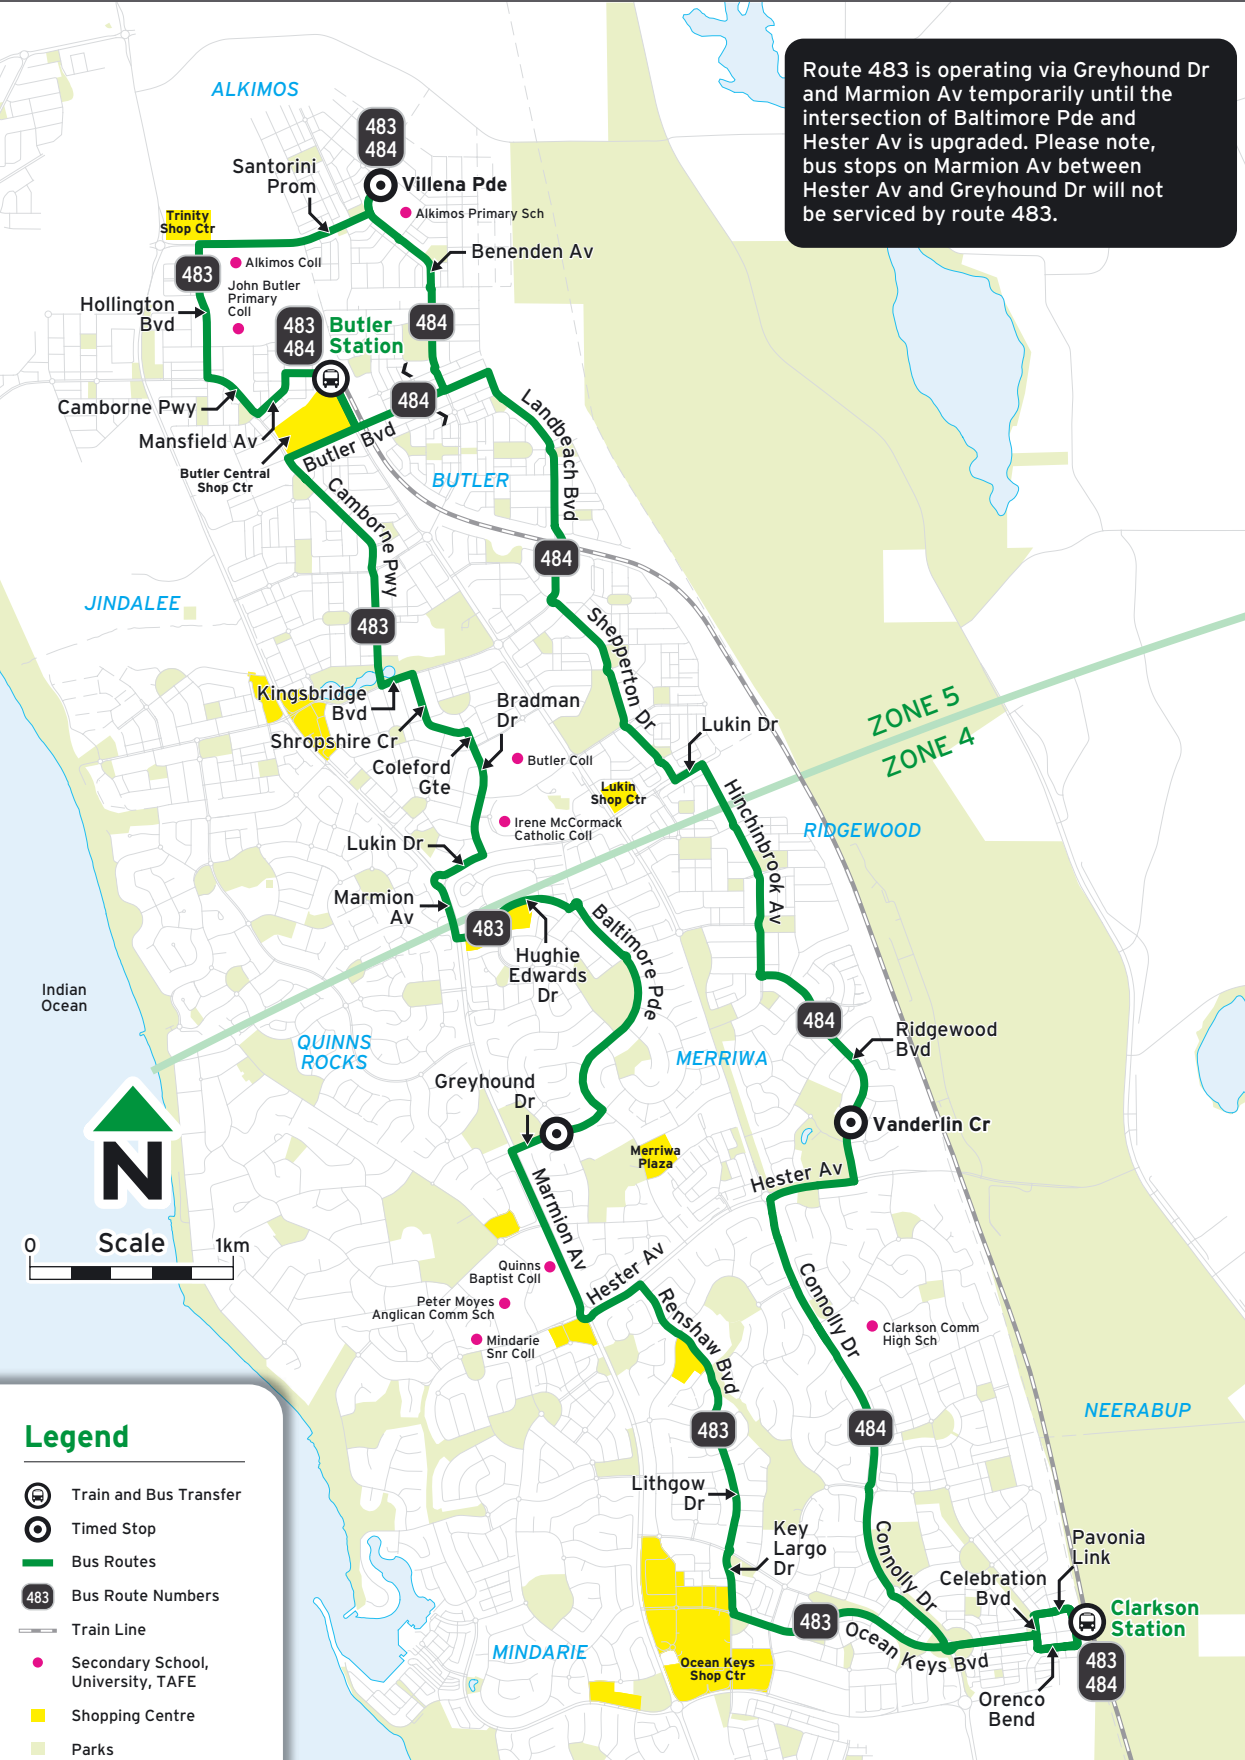 Route 483 is operating via Greyhound Dr
and Marmion Av temporarily until the
intersection of Baltimore Pde and
Hester Av is upgraded. Please note,
bus stops on Marmion Av between
Hester Av and Greyhound Dr will not
be serviced by route 483.
ALKIMOS
483
484
Santorini
Prom
Villena Pde
Alkimos Primary Sch
Trinity
Shop Ctr
Benenden Av
483
Alkimos Coll
John Butler
Primary
Coll
Hollington
Bvd
483
484
Butler
Station
484
Camborne Pwy
484
Mansfield Av
Butler Central
Shop Ctr
Butler Bvd
Landbeach Bvd
BUTLER
Camborne Pwy
484
JINDALEE
483
Shepperton Dr
Kingsbridge
Bvd
Bradman
Dr
Shropshire Cr
Lukin Dr
ZONE 5
ZONE 4
Coleford
Gte
Butler Coll
Lukin
Shop Ctr
Hinchinbrook Av
Irene McCormack
Catholic Coll
RIDGEWOOD
Lukin Dr
Marmion
Av
483
Hughie
Edwards
Dr
Baltimore Pde
Indian
Ocean
QUINNS
ROCKS
484
Ridgewood
Bvd
MERRIWA
Greyhound
Dr
Vanderlin Cr
Merriwa
Plaza
N
Hester Av
Marmion Av
0
Scale
1km
Quinns
Baptist Coll
Hester Av
Peter Moyes
Anglican Comm Sch
Connolly Dr
Renshaw Bvd
Mindarie
Snr Coll
Clarkson Comm
High Sch
NEERABUP
483
484
Lithgow
Dr
Key
Largo
Dr
Connolly Dr
Pavonia
Link
Celebration
Bvd
Clarkson
Station
483
Ocean Keys Bvd
MINDARIE
Ocean Keys
Shop Ctr
483
484
Orenco
Bend
Legend
Train and Bus Transfer
Timed Stop
Bus Routes
483
Bus Route Numbers
Train Line
Secondary School,
University, TAFE
Shopping Centre
Parks